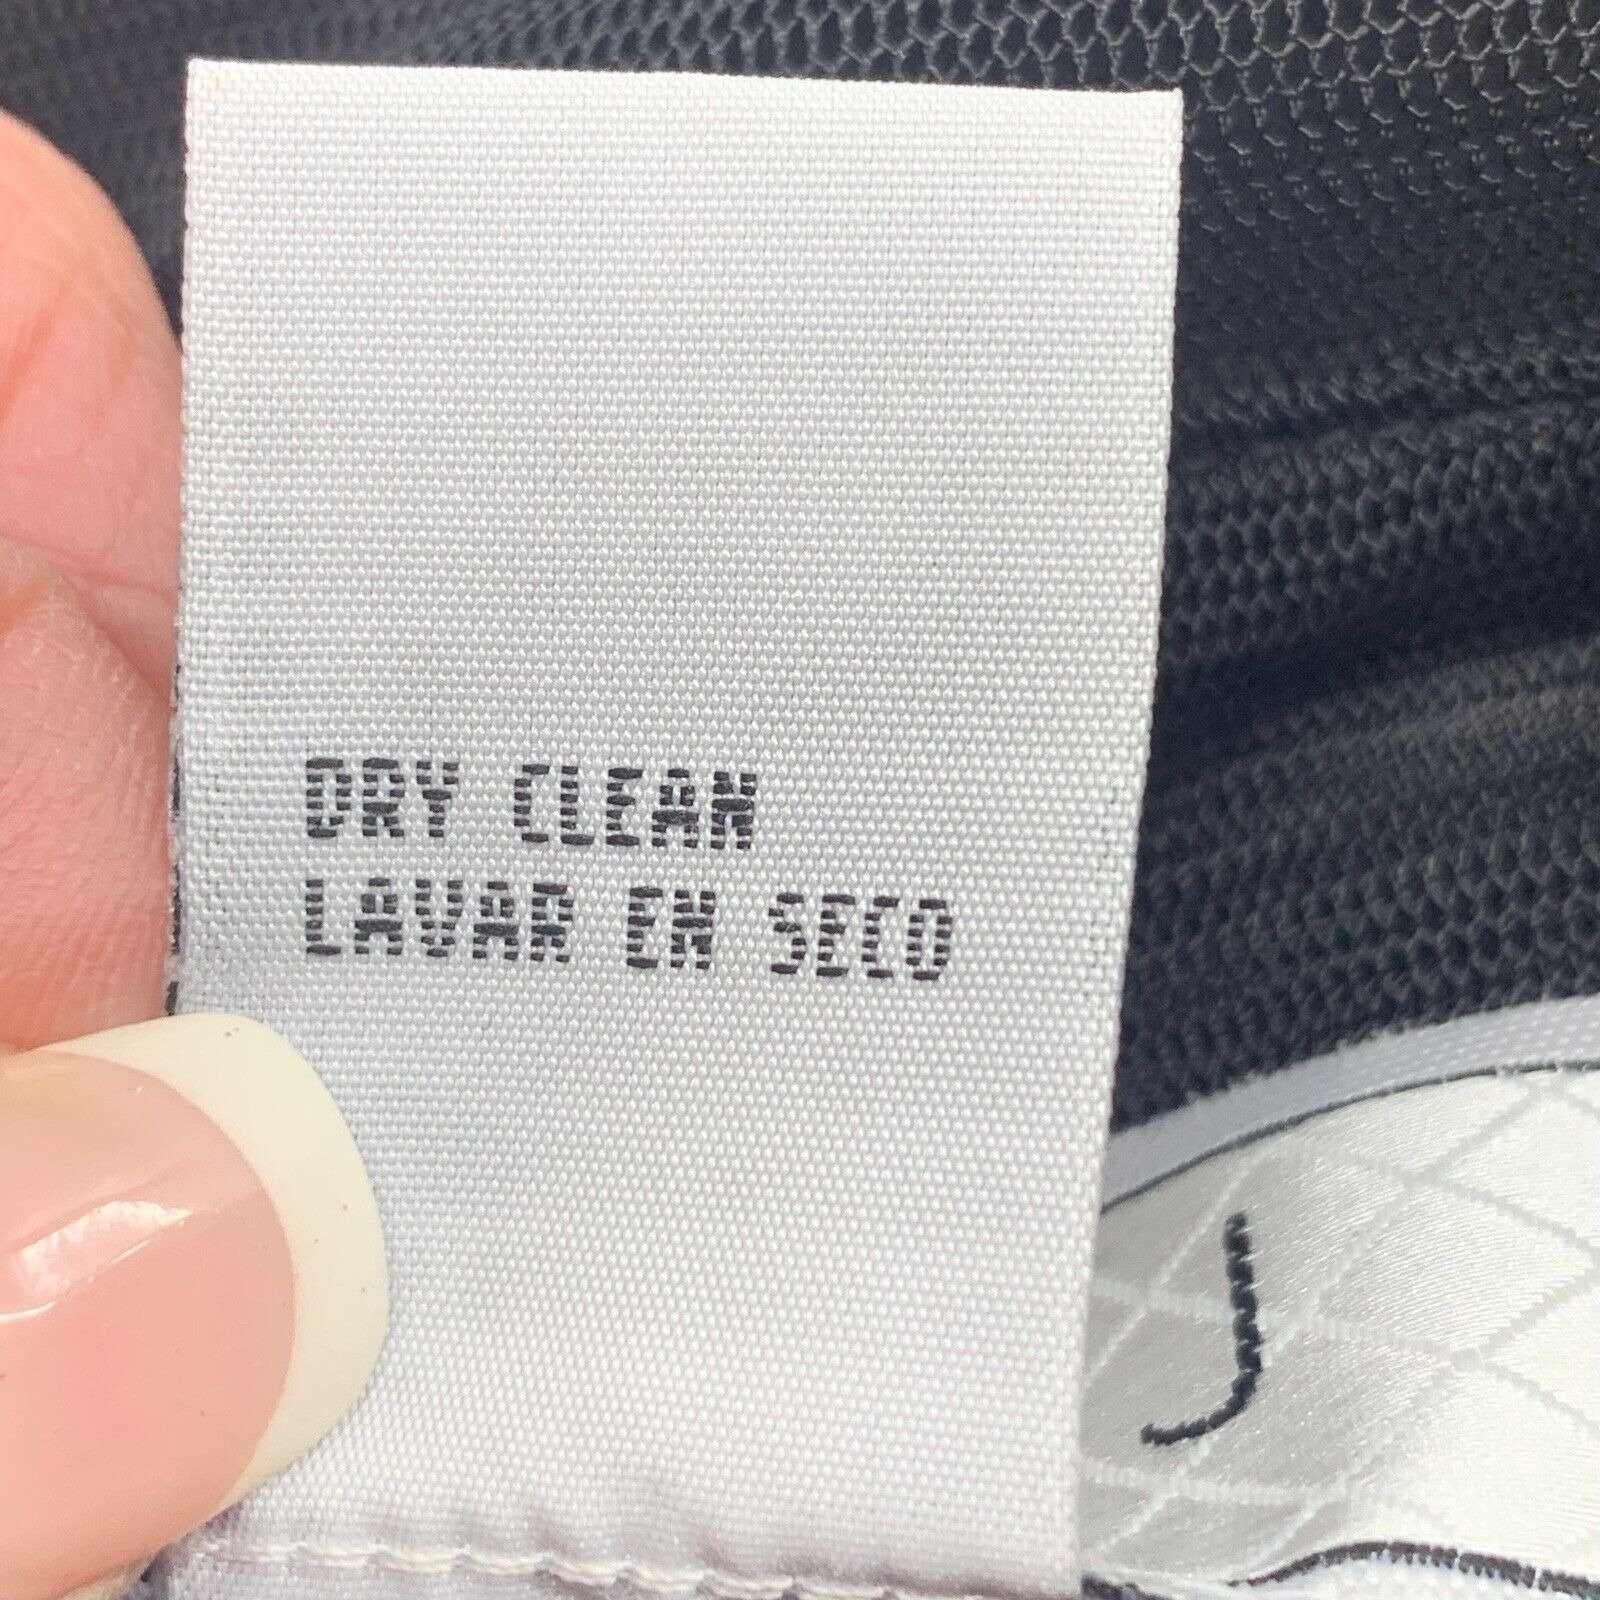 DRY CLEAN
LAVAR EN SECO
J